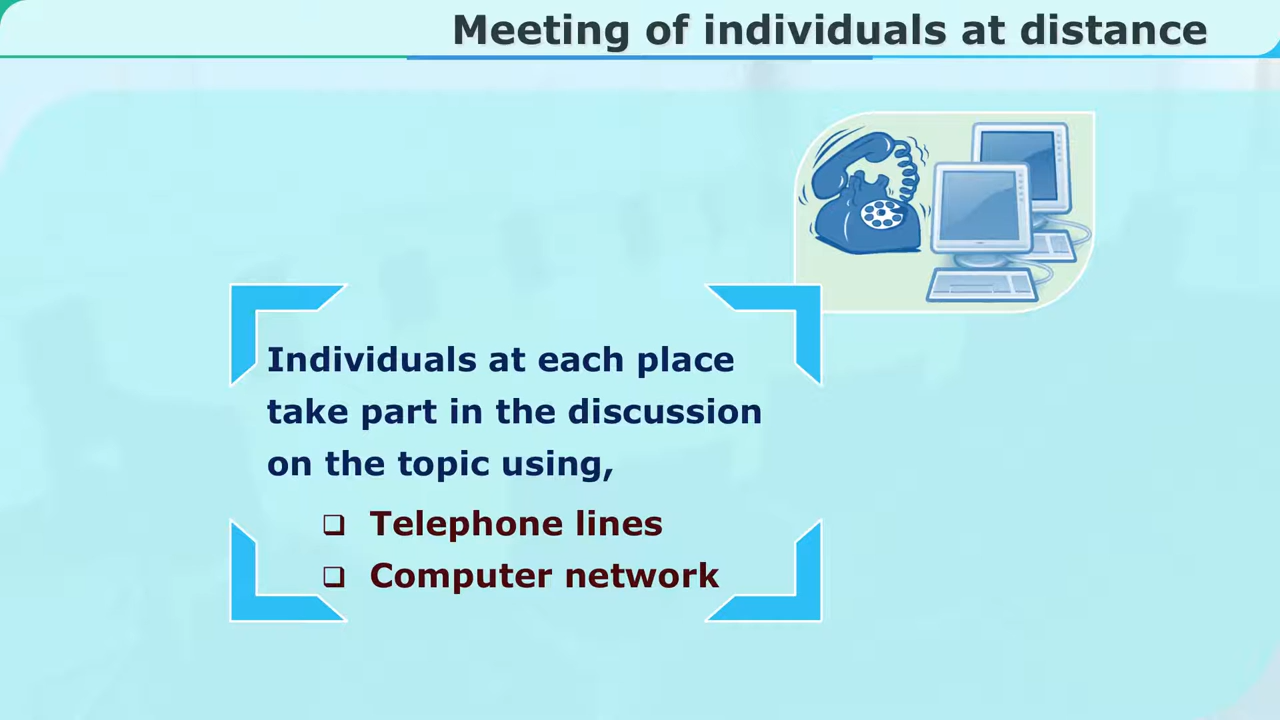 Meeting of individuals at distance
Individuals at each place
take part in the discussion
on the topic using,
❑ Telephone lines
❑ Computer network